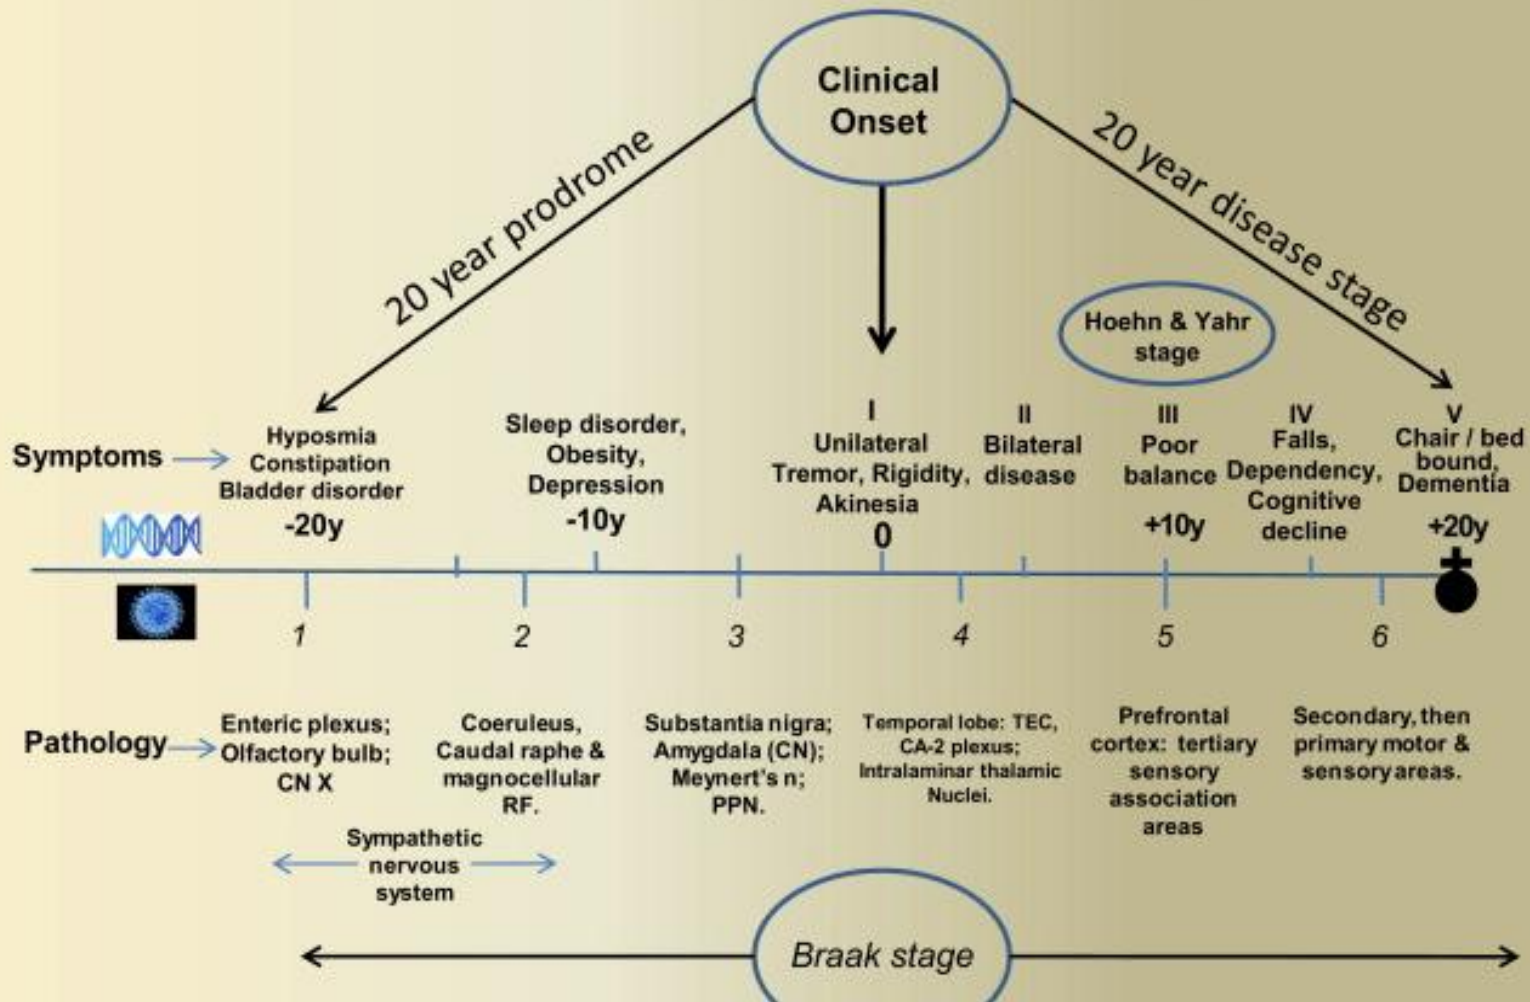 Clinical
Onset
20 year prodrome
20 year disease stage
Hoehn & Yahr
stage
Symptoms
Hyposmia
Constipation
Bladder disorder
-20y
Sleep disorder,
Obesity,
Depression
-10y
I
Unilateral
Tremor, Rigidity,
Akinesia
0
II
Bilateral
disease
III
Poor
balance
+10y
IV
Falls,
Dependency,
Cognitive
decline
V
Chair / bed
bound,
Dementia
+20y
1
2
3
4
5
6
Pathology
Enteric plexus;
Olfactory bulb;
CN X
Coeruleus,
Caudal raphe &
magnocellular
RF.
Substantia nigra;
Amygdala (CN);
Meynert's n;
PPN.
Temporal lobe: TEC,
CA-2 plexus;
Intralaminar thalamic
Nuclei.
Prefrontal
cortex: tertiary
sensory
association
areas
Secondary, then
primary motor &
sensory areas.
Sympathetic
nervous
system
Braak stage